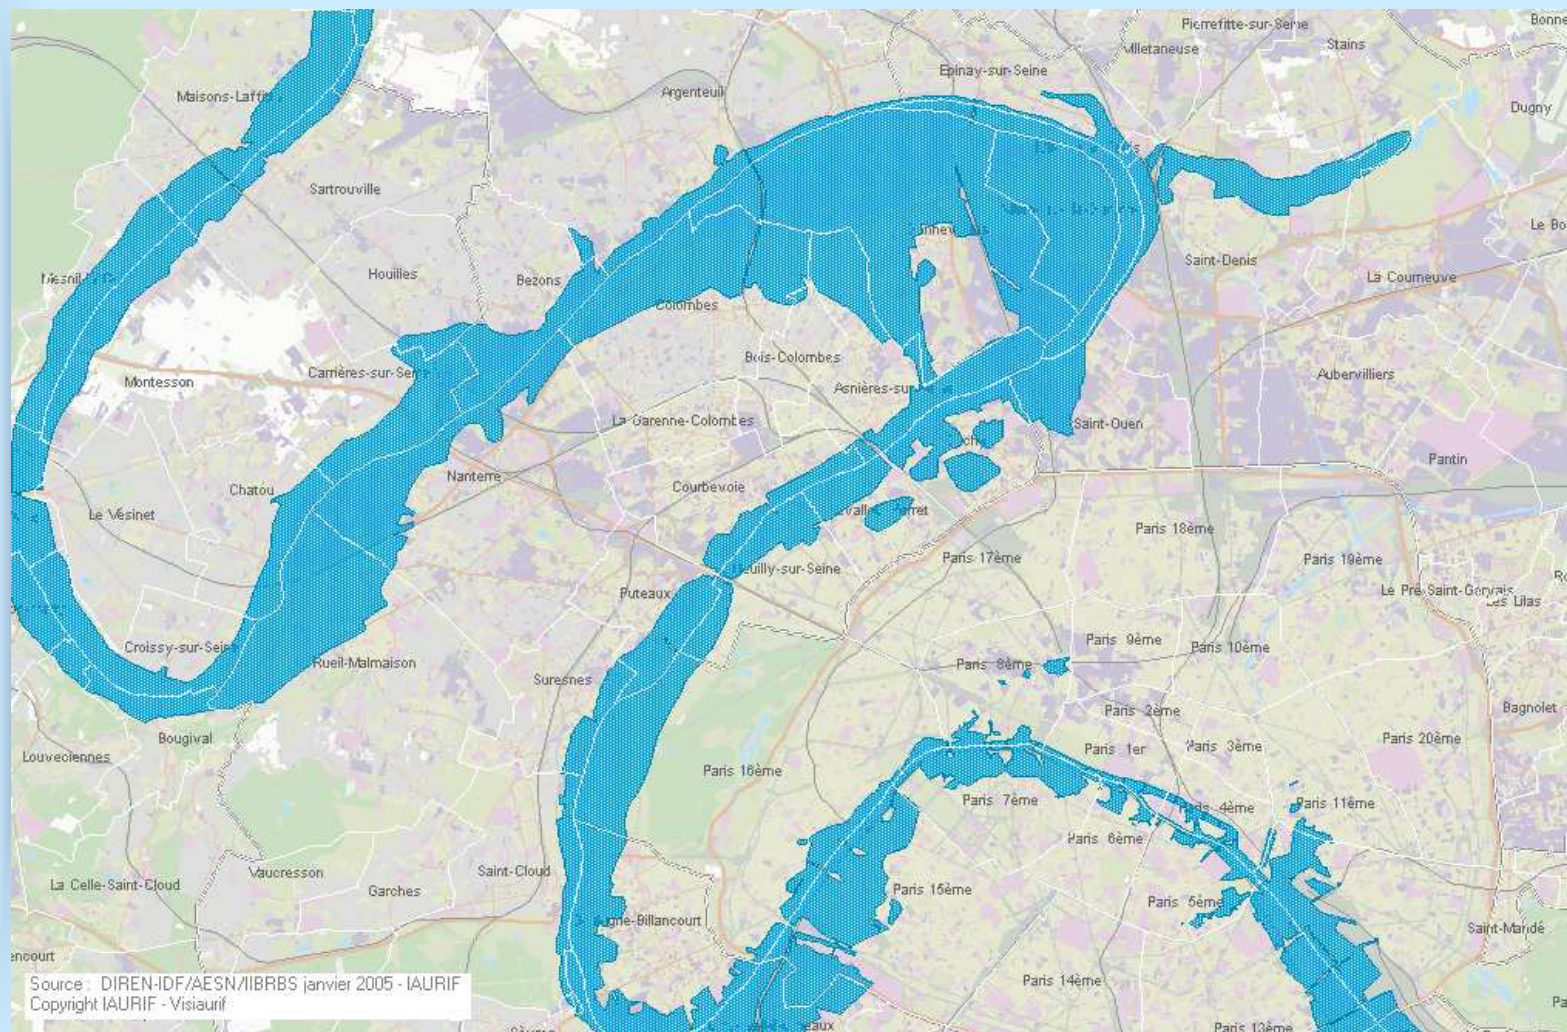 Pierrefitte-sur-Seine
Bonne
Villetaneuse
Stains
Epinay-sur-Seine
Argenteuil
Maisons-Laffi
Dugny
Sartrouville
Le Bo
Saint-Denis
Houilles
Bezons
La Courneuve
Colombes
Bois-Colombes
Carrières-sur-Seine
Montesson
Asnières-sur-
Aubervilliers
La Garenne-Colombes
Saint-Ouen
Pantin
Nanterre
Chatou
Courbevoie
Le Vésinet
Paris 18ème
Paris 17ème
Paris 19ème
Neuilly-sur-Seine
Puteaux
Le Pré-Saint-Gervais
Les Lilas
Croissy-sur-Sein
Paris 9ème
Paris 10ème
Rueil-Malmaison
Paris 8ème
Suresnes
Bagnolet
Paris 2ème
Bougival
Paris 20ème
Paris 1er
Paris 3ème
Louveciennes
Paris 16ème
Paris 7ème
Paris 4ème
Paris 11ème
Paris 6ème
Vaucresson
Saint-Cloud
La Celle-Saint-Cloud
Garches
Paris 15ème
Paris 5ème
gne-Billancourt
Saint-Mandé
encourt
Paris 14ème
Source : DIREN-IDF/AESN/IIBRBS janvier 2005 - IAURIF
Copyright IAURIF - Visiaurif
Paris 13ème